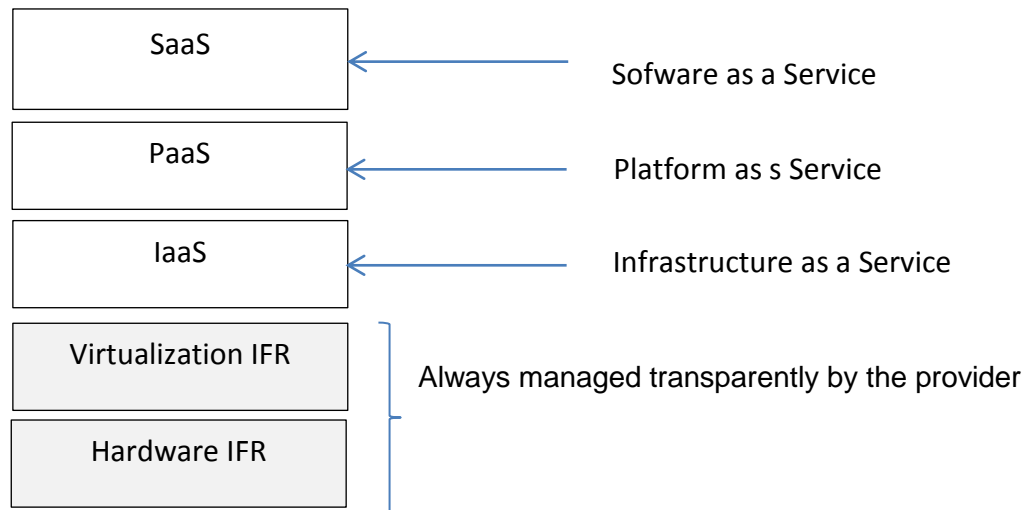 SaaS
Sofware as a Service
PaaS
Platform as s Service
IaaS
Infrastructure as a Service
Virtualization IFR
Always managed transparently by the provider
Hardware IFR